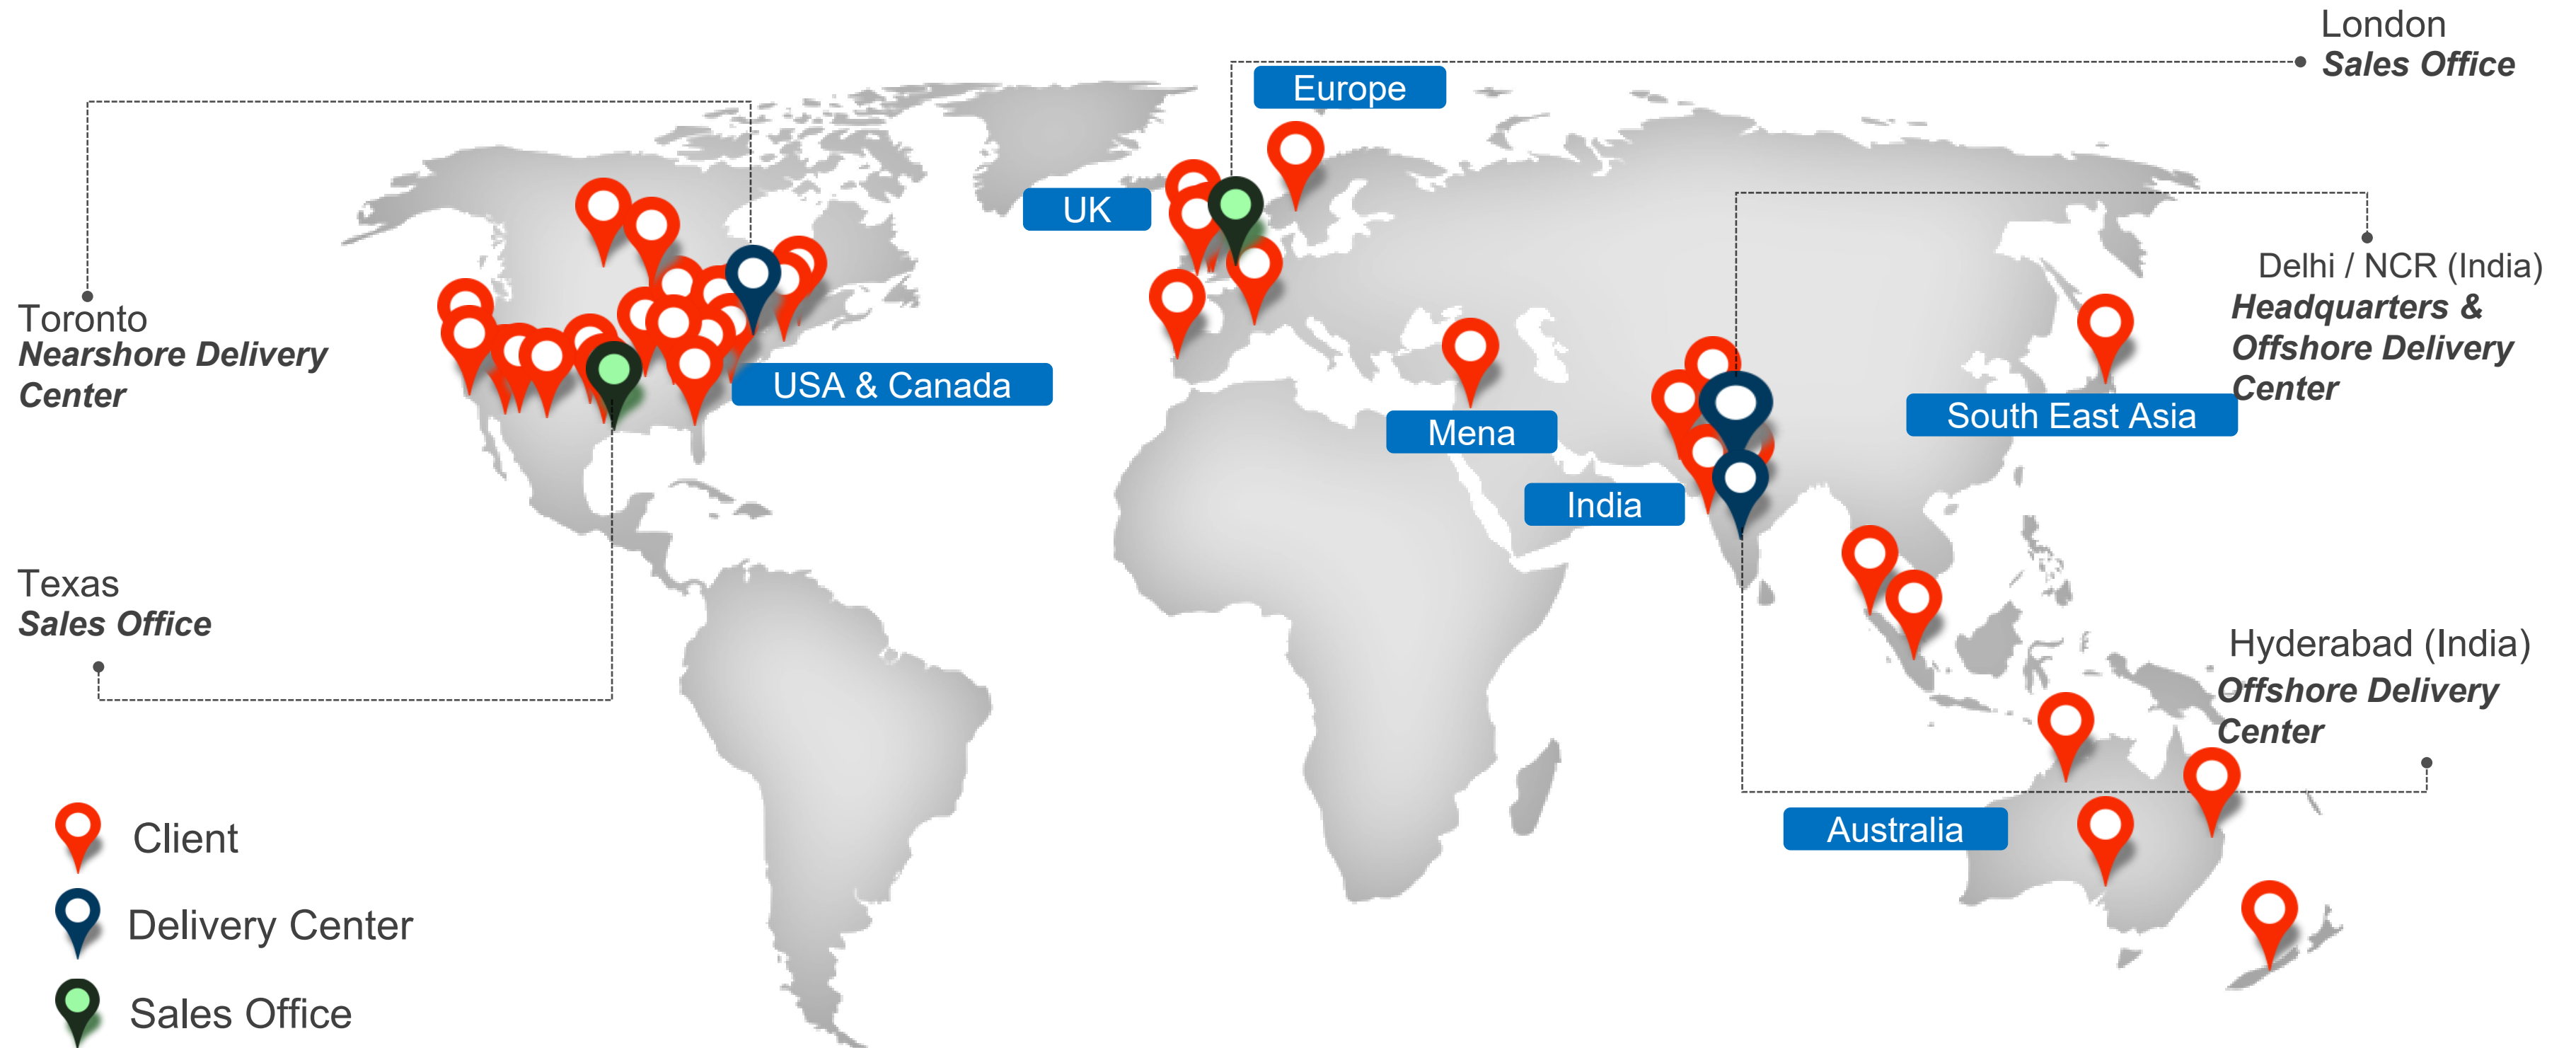 London
Sales Office
Europe
UK
Delhi / NCR (India)
Headquarters &
Offshore Delivery
Center
Toronto
Nearshore Delivery
Center
USA & Canada
Mena
South East Asia
India
Texas
Sales Office
Hyderabad (India)
Offshore Delivery
Center
Australia
Client
Delivery Center
Sales Office